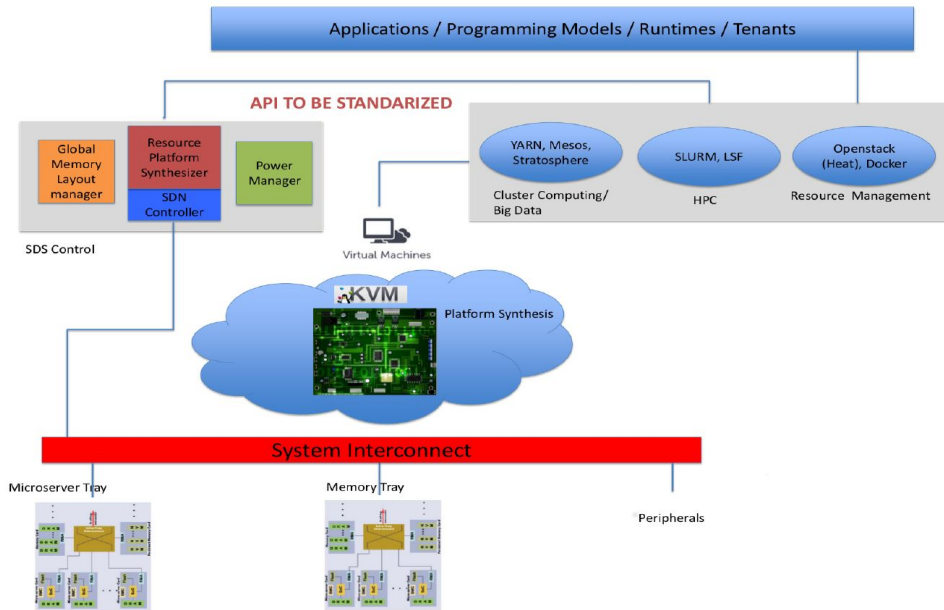 Applications / Programming Models / Runtimes / Tenants
API TO BE STANDARIZED
Global
Memory
Layout
manager
Resource
Platform
Synthesizer
SDN
Controller
Power
Manager
SDS Control
YARN, Mesos,
Stratosphere
Cluster Computing/
Big Data
SLURM, LSF
HPC
Openstack
(Heat), Docker
Resource Management
Virtual Machines
KVM
Platform Synthesis
System Interconnect
Microserver Tray
Memory Tray
Peripherals